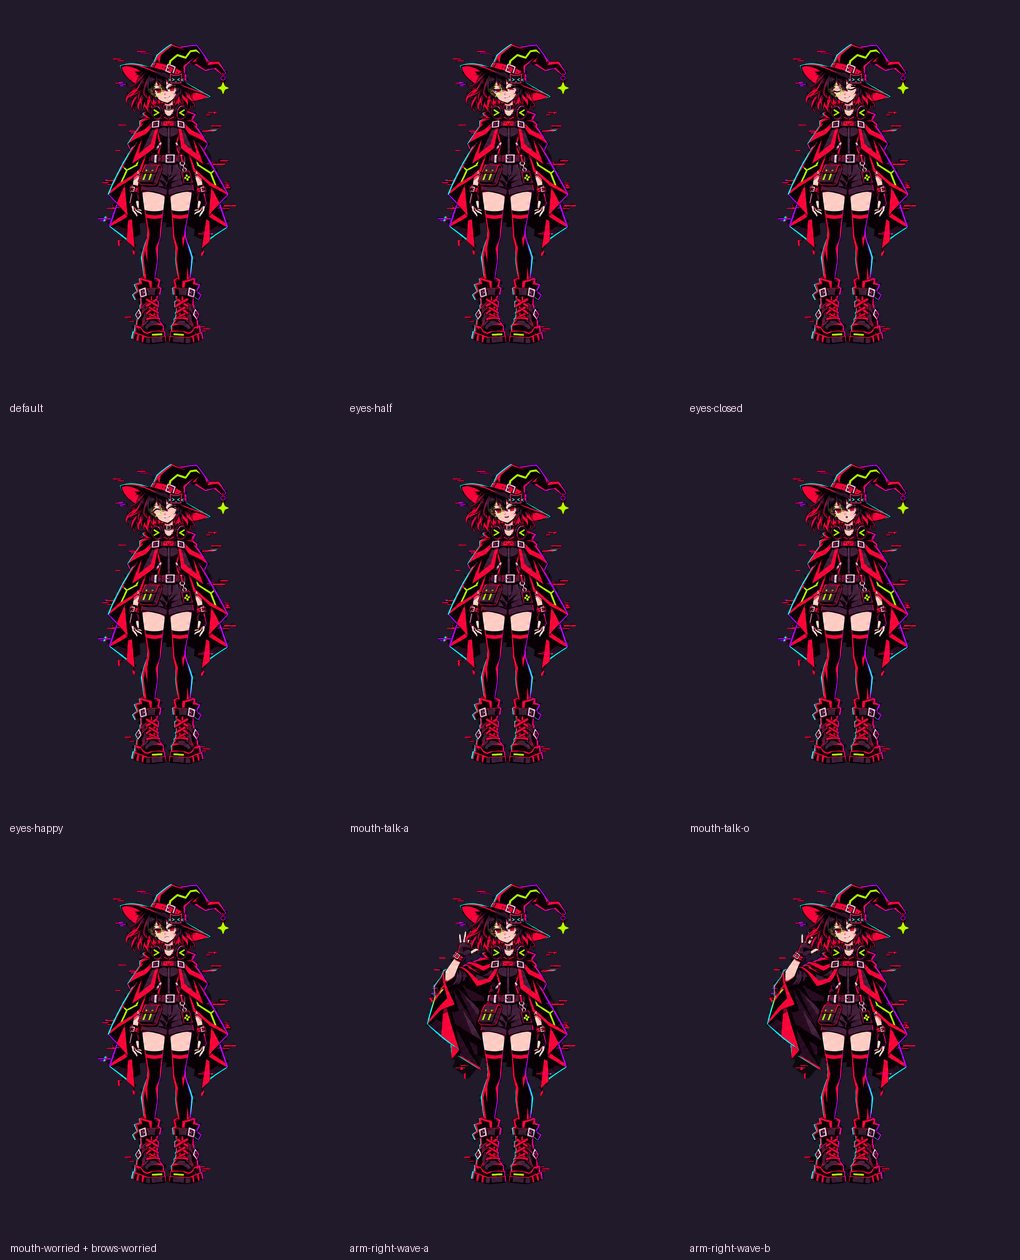 default
eyes-half
eyes-closed
eyes-happy
mouth-talk-a
mouth-talk-o
mouth-worried + brows-worried
arm-right-wave-a
arm-right-wave-b